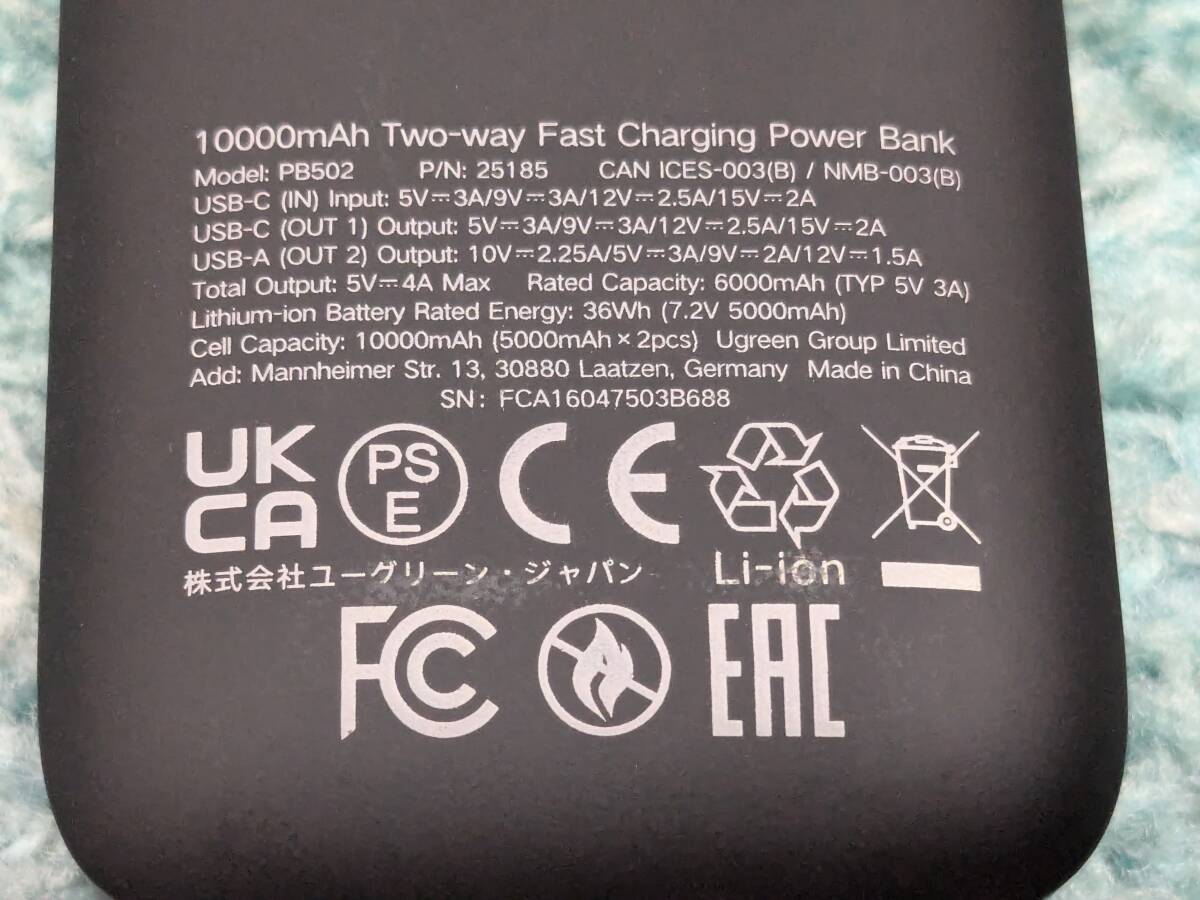 10000mAh Two-way Fast Charging Power Bank
Model: PB502 P/N: 25185 CAN ICES-003(B) / NMB-003(B)
USB-C (IN) Input: 5V⎓3A/9V⎓3A/12V⎓2.5A/15V⎓2A
USB-C (OUT 1) Output: 5V⎓3A/9V⎓3A/12V⎓2.5A/15V⎓2A
USB-A (OUT 2) Output: 10V⎓2.25A/5V⎓3A/9V⎓2A/12V⎓1.5A
Total Output: 5V⎓4A Max Rated Capacity: 6000mAh (TYP 5V 3A)
Lithium-ion Battery Rated Energy: 36Wh (7.2V 5000mAh)
Cell Capacity: 10000mAh (5000mAh×2pcs) Ugreen Group Limited
Add: Mannheimer Str. 13, 30880 Laatzen, Germany Made in China
SN: FCA16047503B688
UK CA PS E CE
株式会社ユーグリーン・ジャパン Li-ion
FC EAC